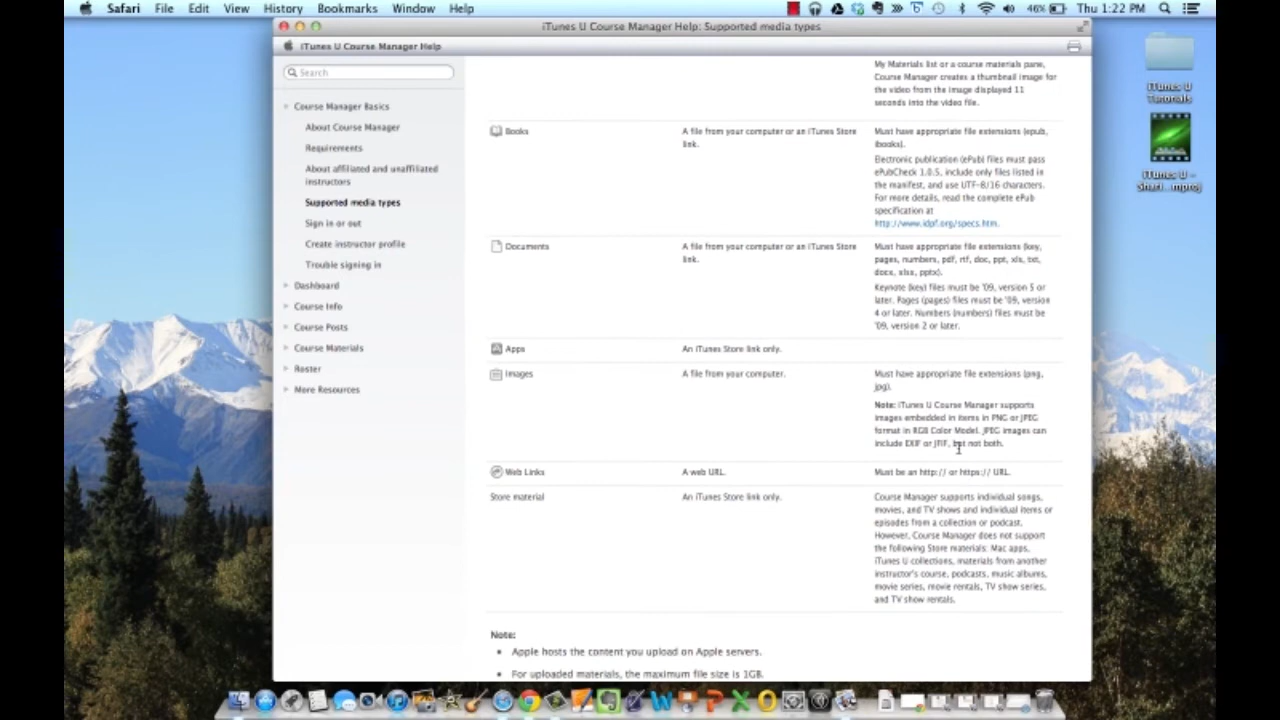 Safari File Edit View History Bookmarks Window Help
46% Thu 1:22 PM
iTunes U Course Manager Help: Supported media types
iTunes U Course Manager Help
Search
Course Manager Basics
About Course Manager
Requirements
About affiliated and unaffiliated
instructors
Supported media types
Sign in or out
Create instructor profile
Trouble signing in
Dashboard
Course Info
Course Posts
Course Materials
Roster
More Resources
My Materials list or a course materials pane,
Course Manager creates a thumbnail image for
the video from the image displayed 11
seconds into the video file.
Books
A file from your computer or an iTunes Store
link.
Must have appropriate file extensions (epub,
ibooks).
Electronic publication (ePub) files must pass
ePubCheck 1.0.5, include only files listed in
the manifest, and use UTF-8/16 characters.
For more details, read the complete ePub
specification at
http://www.idpf.org/specs.htm.
Documents
A file from your computer or an iTunes Store
link.
Must have appropriate file extensions (key,
pages, numbers, pdf, rtf, doc, ppt, xls, txt,
docx, xlsx, pptx).
Keynote (key) files must be '09, version 5 or
later. Pages (pages) files must be '09, version
4 or later. Numbers (numbers) files must be
'09, version 2 or later.
Apps
An iTunes Store link only.
Images
A file from your computer.
Must have appropriate file extensions (png,
jpg).
Note: iTunes U Course Manager supports
images embedded in items in PNG or JPEG
format in RGB Color Model. JPEG images can
include EXIF or JFIF, but not both.
Web Links
A web URL.
Must be an http:// or https:// URL.
Store material
An iTunes Store link only.
Course Manager supports individual songs,
movies, and TV shows and individual items or
episodes from a collection or podcast.
However, Course Manager does not support
the following Store materials: Mac apps,
iTunes U collections, materials from another
instructor's course, podcasts, music albums,
movie series, movie rentals, TV show series,
and TV show rentals.
Note:
• Apple hosts the content you upload on Apple servers.
• For uploaded materials, the maximum file size is 1GB.
iTunes U
Tutorials
iTunes U –
Shari...mproj